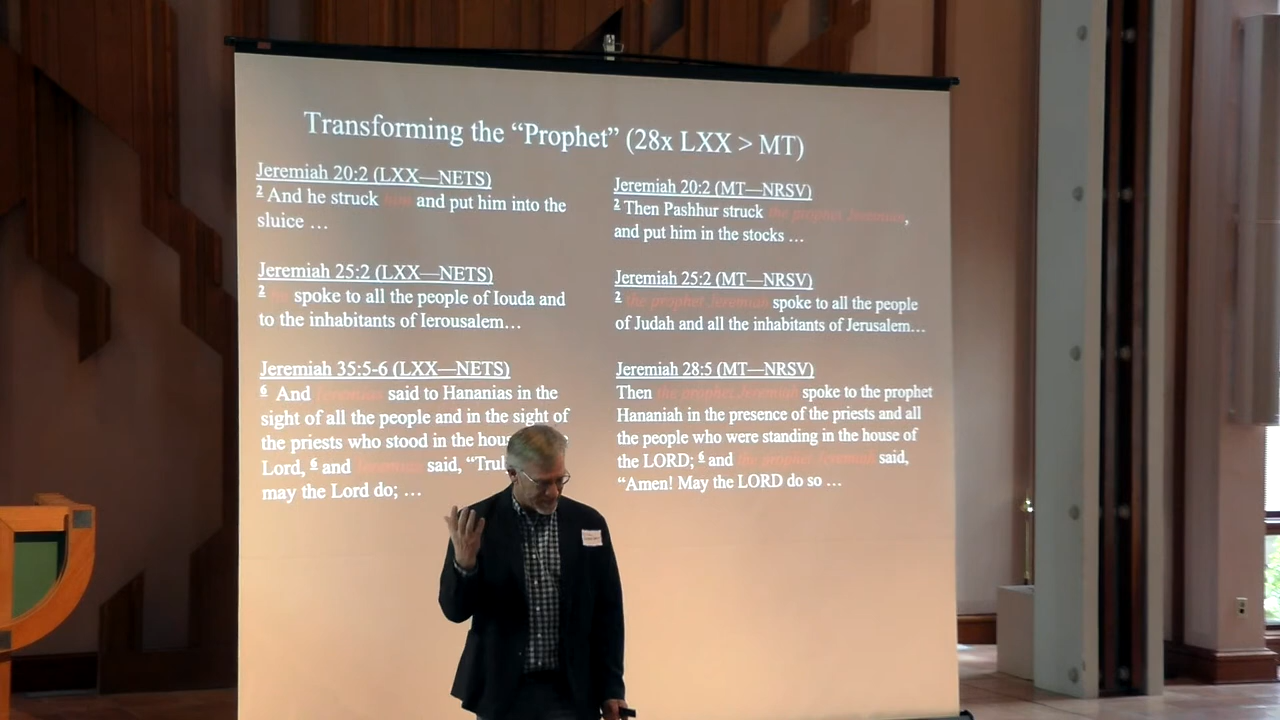 Transforming the “Prophet” (28x LXX > MT)
Jeremiah 20:2 (LXX—NETS)
2 And he struck him and put him into the
sluice …
Jeremiah 25:2 (LXX—NETS)
2 spoke to all the people of Iouda and
to the inhabitants of Ierousalem…
Jeremiah 35:5-6 (LXX—NETS)
6 And Jeremias said to Hananias in the
sight of all the people and in the sight of
the priests who stood in the
Lord, 6 and Jeremias said,
may the Lord do; …
Jeremiah 20:2 (MT—NRSV)
2 Then Pashhur struck the prophet Jeremiah,
and put him in the stocks …
Jeremiah 25:2 (MT—NRSV)
2 the prophet Jeremiah spoke to all the people
of Judah and all the inhabitants of Jerusalem…
Jeremiah 28:5 (MT—NRSV)
Then the prophet Jeremiah spoke to the prophet
Hananiah in the presence of the priests and all
the people who were standing in the house of
the LORD; 6 and the prophet Jeremiah said,
“Amen! May the LORD do so …